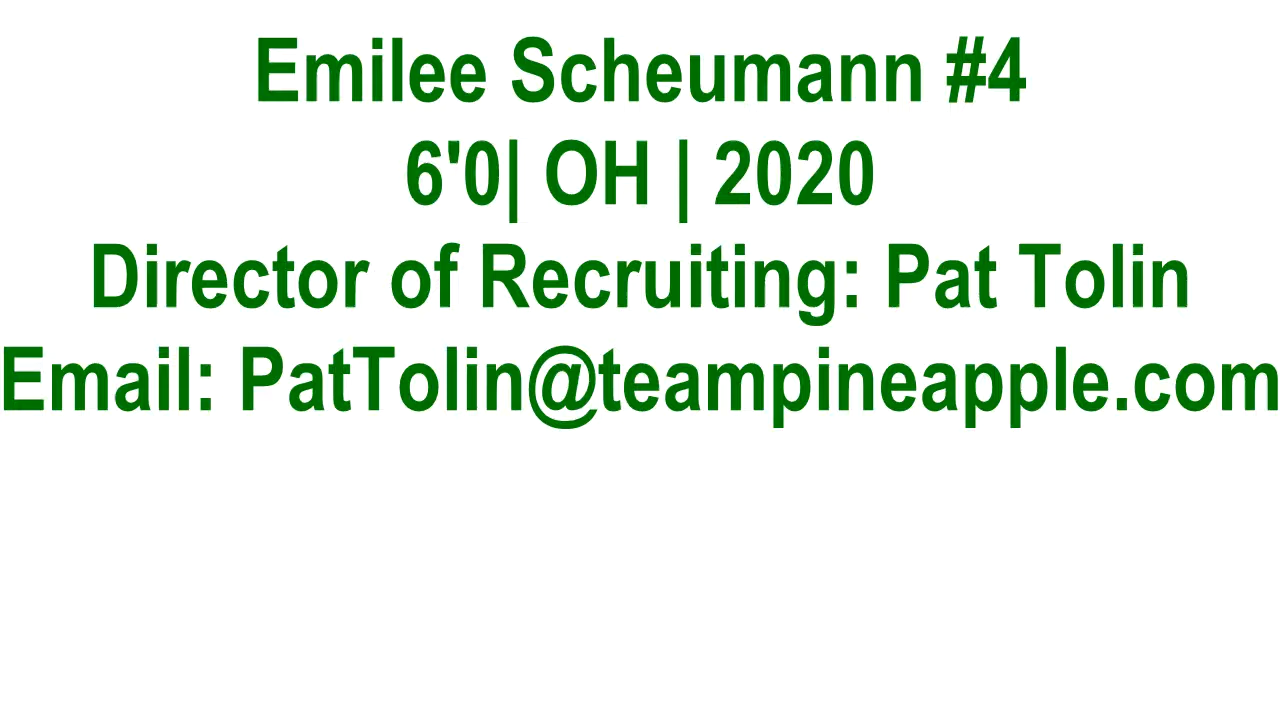 Emilee Scheumann #4
6'0| OH | 2020
Director of Recruiting: Pat Tolin
Email: PatTolin@teampineapple.com